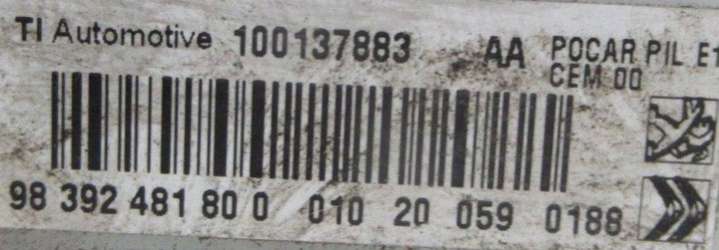 TI Automotive 100137883 AA POCAR PIL E1
CEM 00
98 392 481 80 0 010 20 059 0188